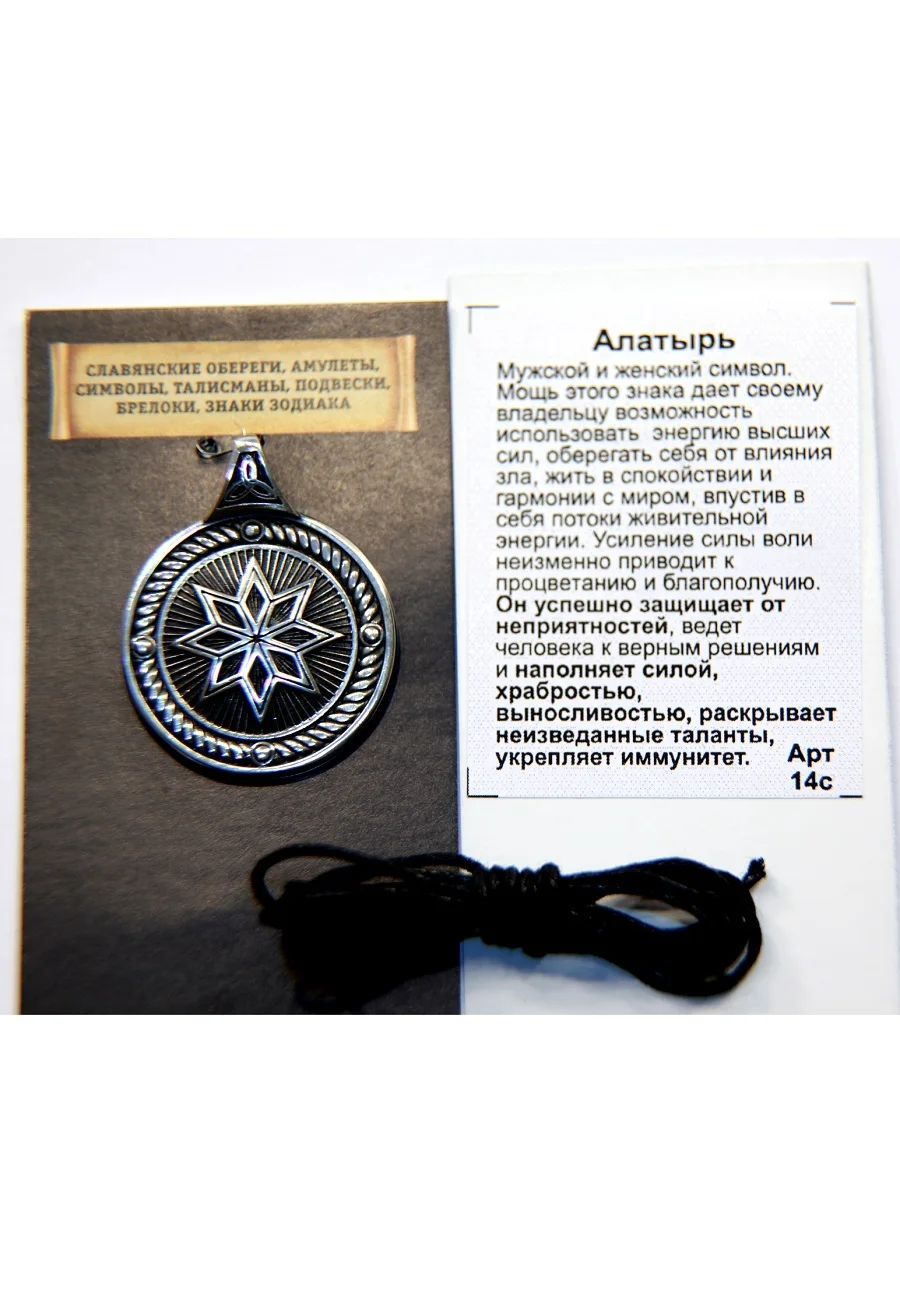 СЛАВЯНСКИЕ ОБЕРЕГИ, АМУЛЕТЫ,
СИМВОЛЫ, ТАЛИСМАНЫ, ПОДВЕСКИ,
БРЕЛОКИ, ЗНАКИ ЗОДИАКА
Алатырь
Мужской и женский символ.
Мощь этого знака дает своему
владельцу возможность
использовать энергию высших
сил, оберегать себя от влияния
зла, жить в спокойствии и
гармонии с миром, впустив в
себя потоки живительной
энергии. Усиление силы воли
неизменно приводит к
процветанию и благополучию.
Он успешно защищает от
неприятностей, ведет
человека к верным решениям
и наполняет силой,
храбростью,
выносливостью, раскрывает
неизведанные таланты,
укрепляет иммунитет.
Арт
14с